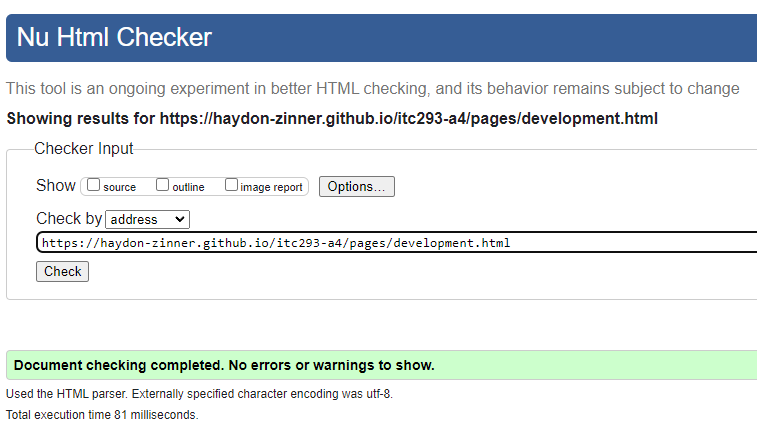 Nu Html Checker
This tool is an ongoing experiment in better HTML checking, and its behavior remains subject to change
Showing results for https://haydon-zinner.github.io/itc293-a4/pages/development.html
Checker Input
Show source outline image report Options...
Check by address
https://haydon-zinner.github.io/itc293-a4/pages/development.html
Check
Document checking completed. No errors or warnings to show.
Used the HTML parser. Externally specified character encoding was utf-8.
Total execution time 81 milliseconds.